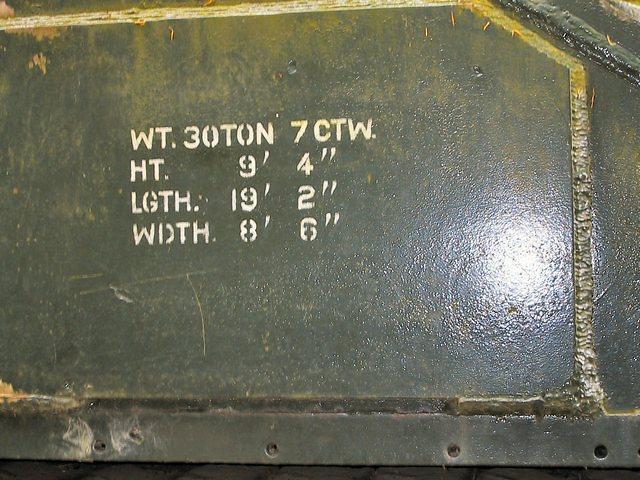 WT. 30TON 7CTW.
HT. 9' 4"
LGTH. 19' 2"
WDTH. 8' 6"